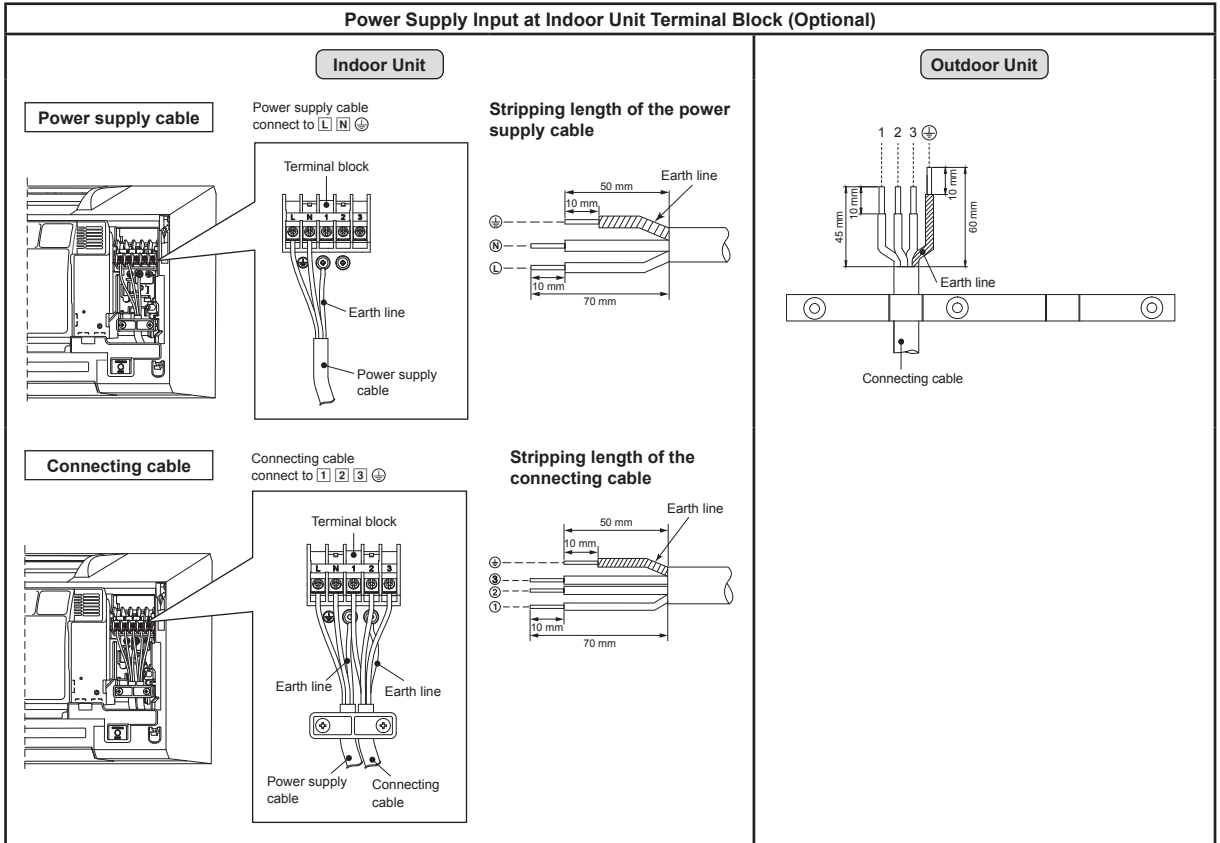 Power Supply Input at Indoor Unit Terminal Block (Optional)
Indoor Unit
Power supply cable
Power supply cable
connect to L N ⏚
Terminal block
L N 1 2 3
Earth line
Power supply
cable
Stripping length of the power
supply cable
Earth line
50 mm
10 mm
⏚
N
L
10 mm
70 mm
Connecting cable
Connecting cable
connect to 1 2 3 ⏚
Terminal block
L N 1 2 3
Earth line
Earth line
Power supply
cable
Connecting
cable
Stripping length of the
connecting cable
Earth line
50 mm
10 mm
⏚
③
②
①
10 mm
70 mm
Outdoor Unit
1 2 3 ⏚
10 mm
45 mm
10 mm
60 mm
Earth line
Connecting cable